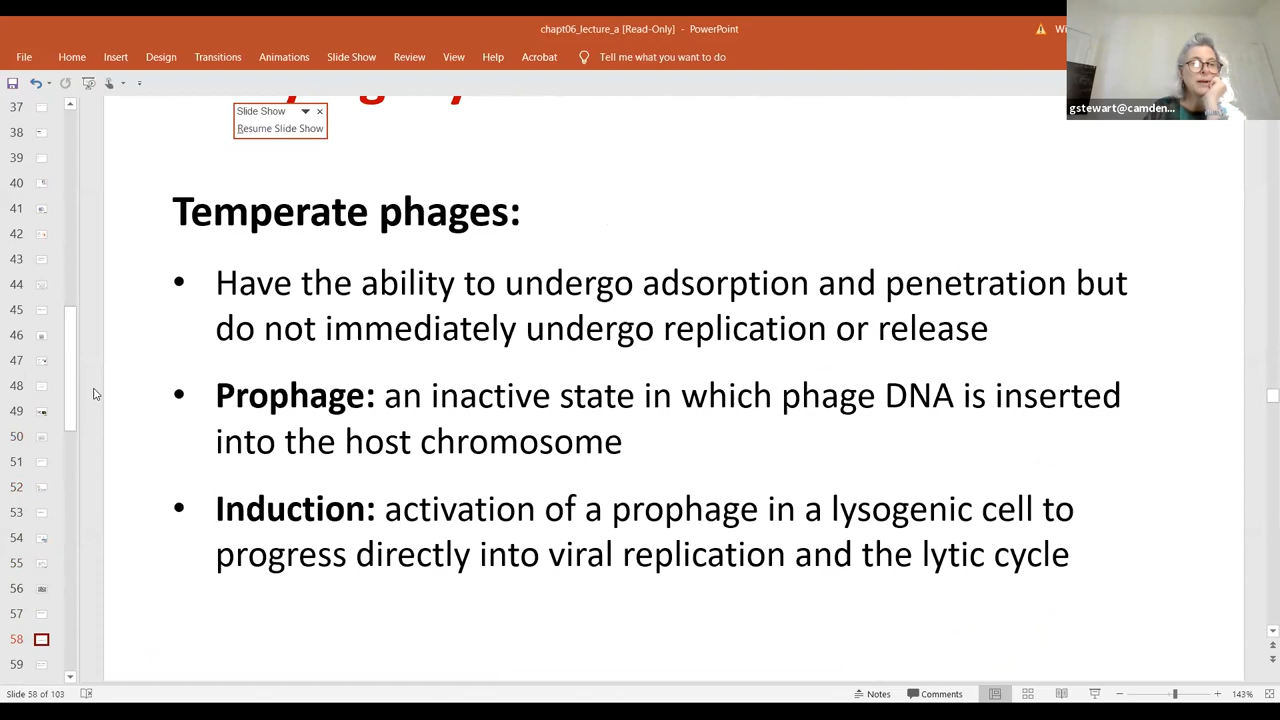 chapt06_lecture_a [Read-Only] - PowerPoint
File Home Insert Design Transitions Animations Slide Show Review View Help Acrobat Tell me what you want to do
gstewart@camden...
37
38
39
40
41
42
43
44
45
46
47
48
49
50
51
52
53
54
55
56
57
58
59
Slide Show
Resume Slide Show
Temperate phages:
• Have the ability to undergo adsorption and penetration but
do not immediately undergo replication or release
• Prophage: an inactive state in which phage DNA is inserted
into the host chromosome
• Induction: activation of a prophage in a lysogenic cell to
progress directly into viral replication and the lytic cycle
Slide 58 of 103 Notes Comments 143%